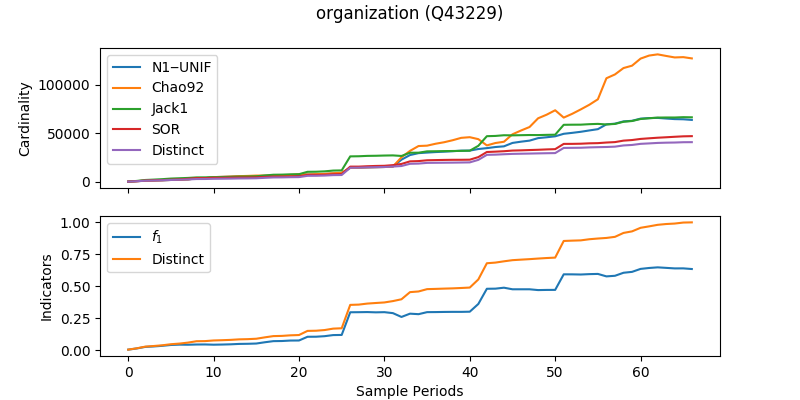 organization (Q43229)
Cardinality
100000
50000
0
N1−UNIF
Chao92
Jack1
SOR
Distinct
Indicators
1.00
0.75
0.50
0.25
0.00
f1
Distinct
0 10 20 30 40 50 60
Sample Periods